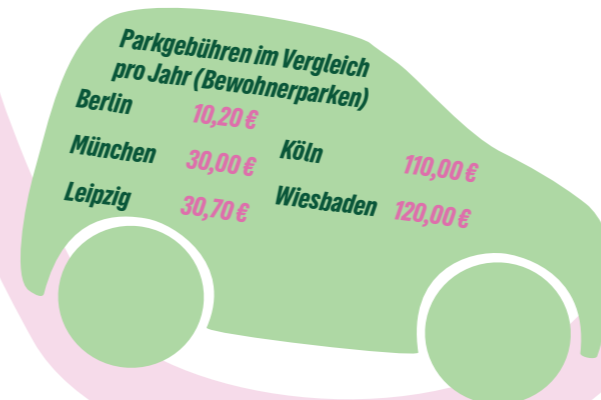 Parkgebühren im Vergleich
pro Jahr (Bewohnerparken)
Berlin 10,20 €
München 30,00 €
Leipzig 30,70 €
Köln 110,00 €
Wiesbaden 120,00 €